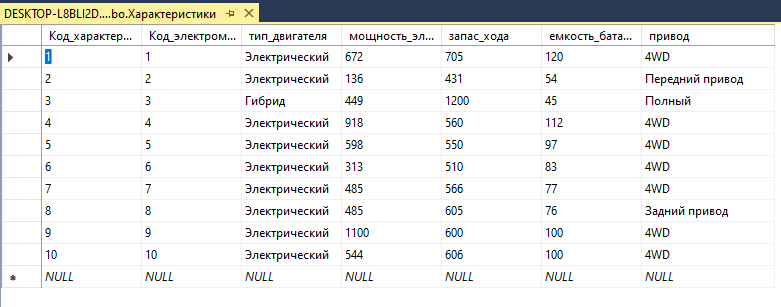 DESKTOP-L8BLI2D....bo.Характеристики
Код_характер... Код_электром... тип_двигателя мощность_эл... запас_хода емкость_бата... привод
1 1 Электрический 672 705 120 4WD
2 2 Электрический 136 431 54 Передний привод
3 3 Гибрид 449 1200 45 Полный
4 4 Электрический 918 560 112 4WD
5 5 Электрический 598 550 97 4WD
6 6 Электрический 313 510 83 4WD
7 7 Электрический 485 566 77 4WD
8 8 Электрический 485 605 76 Задний привод
9 9 Электрический 1100 600 100 4WD
10 10 Электрический 544 606 100 4WD
NULL NULL NULL NULL NULL NULL NULL